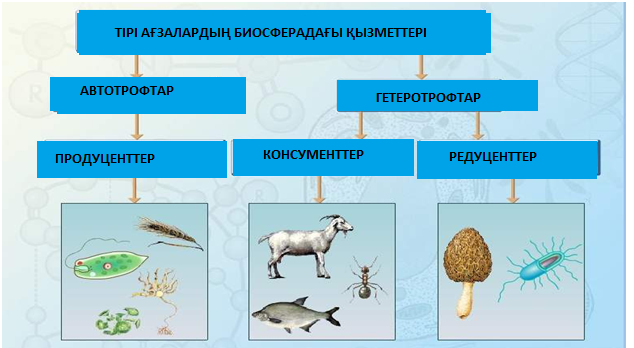 ТІРІ АҒЗАЛАРДЫҢ БИОСФЕРАДАҒЫ ҚЫЗМЕТТЕРІ
АВТОТРОФТАР
ГЕТЕРОТРОФТАР
ПРОДУЦЕНТТЕР
КОНСУМЕНТТЕР
РЕДУЦЕНТТЕР